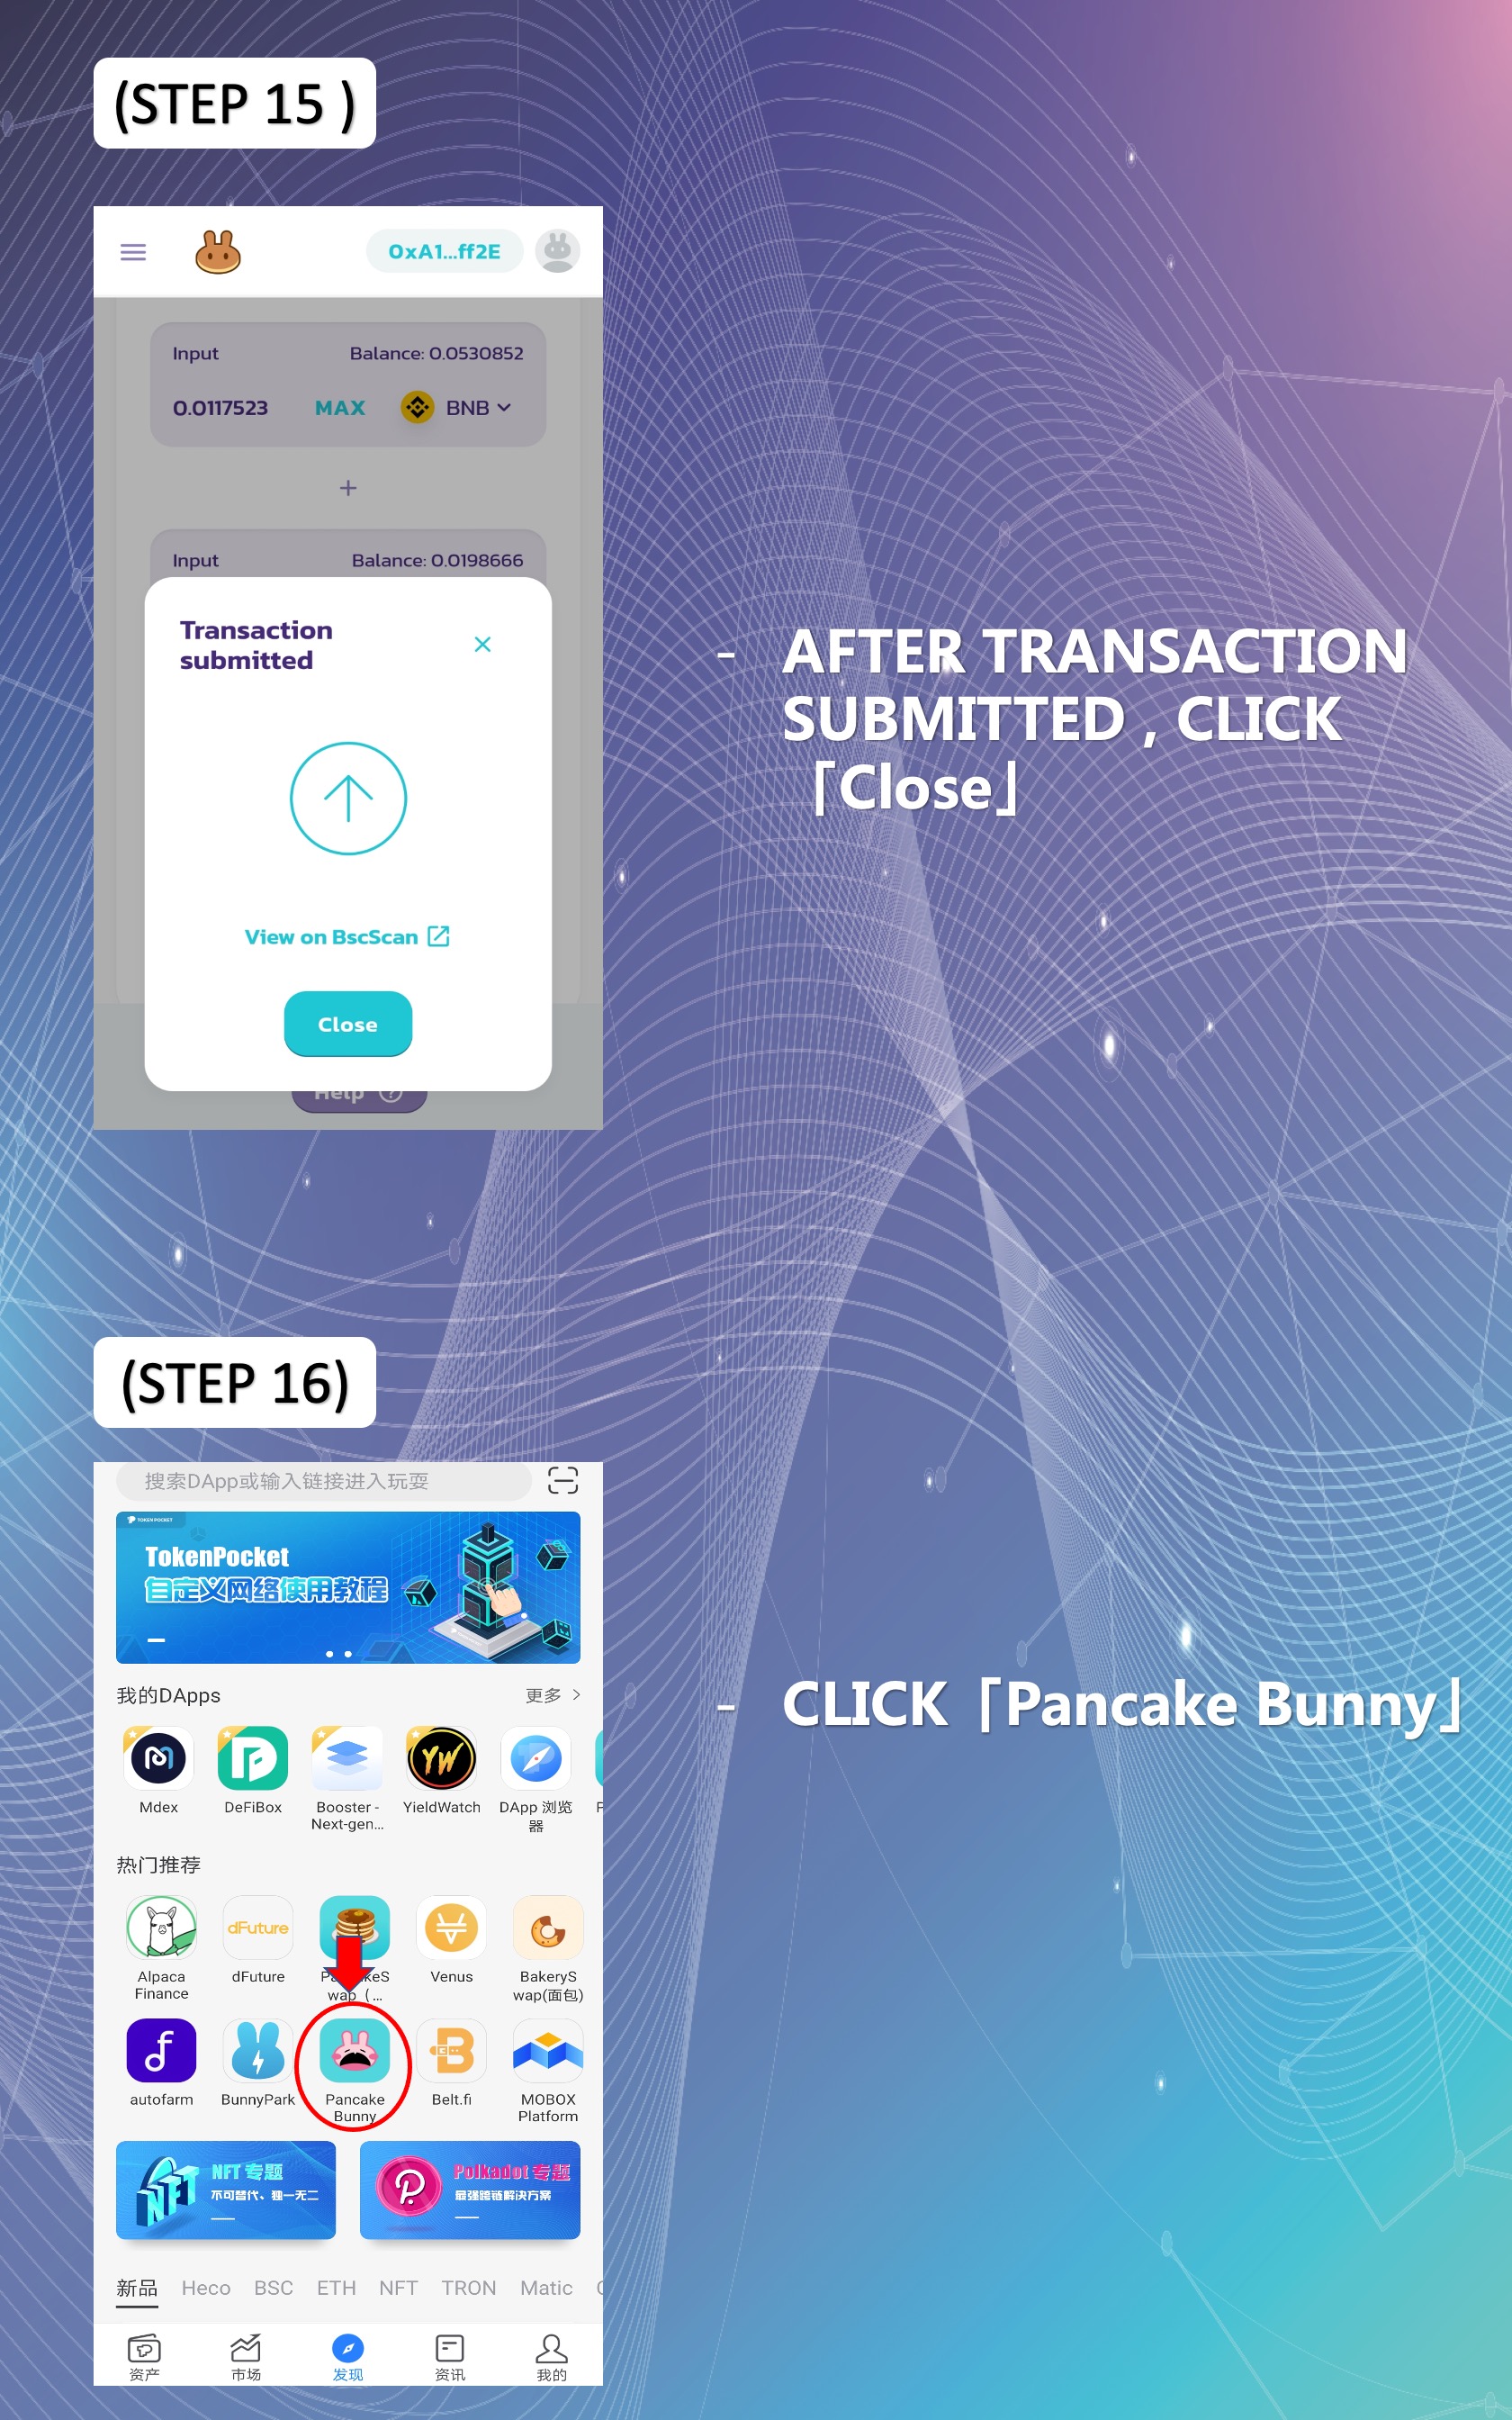 (STEP 15 )
0xA1...ff2E
Input Balance: 0.0530852
0.0117523 MAX BNB
+
Input Balance: 0.0198666
Transaction
submitted
View on BscScan
Close
Help ?
- AFTER TRANSACTION
SUBMITTED , CLICK
「Close」
(STEP 16)
搜索DApp或输入链接进入玩耍
TOKEN POCKET
TokenPocket
自定义网络使用教程
我的DApps 更多 >
Mdex DeFiBox Booster - YieldWatch DApp 浏览
Next-gen... 器
热门推荐
dFuture
Alpaca dFuture Venus BakeryS
Finance wap (... wap(面包)
autofarm BunnyPark Pancake Belt.fi MOBOX
Bunny Platform
NFT
NFT 专题
不可替代、独一无二
Polkadot 专题
最强跨链解决方案
新品 Heco BSC ETH NFT TRON Matic
资产 市场 发现 资讯 我的
- CLICK「Pancake Bunny」